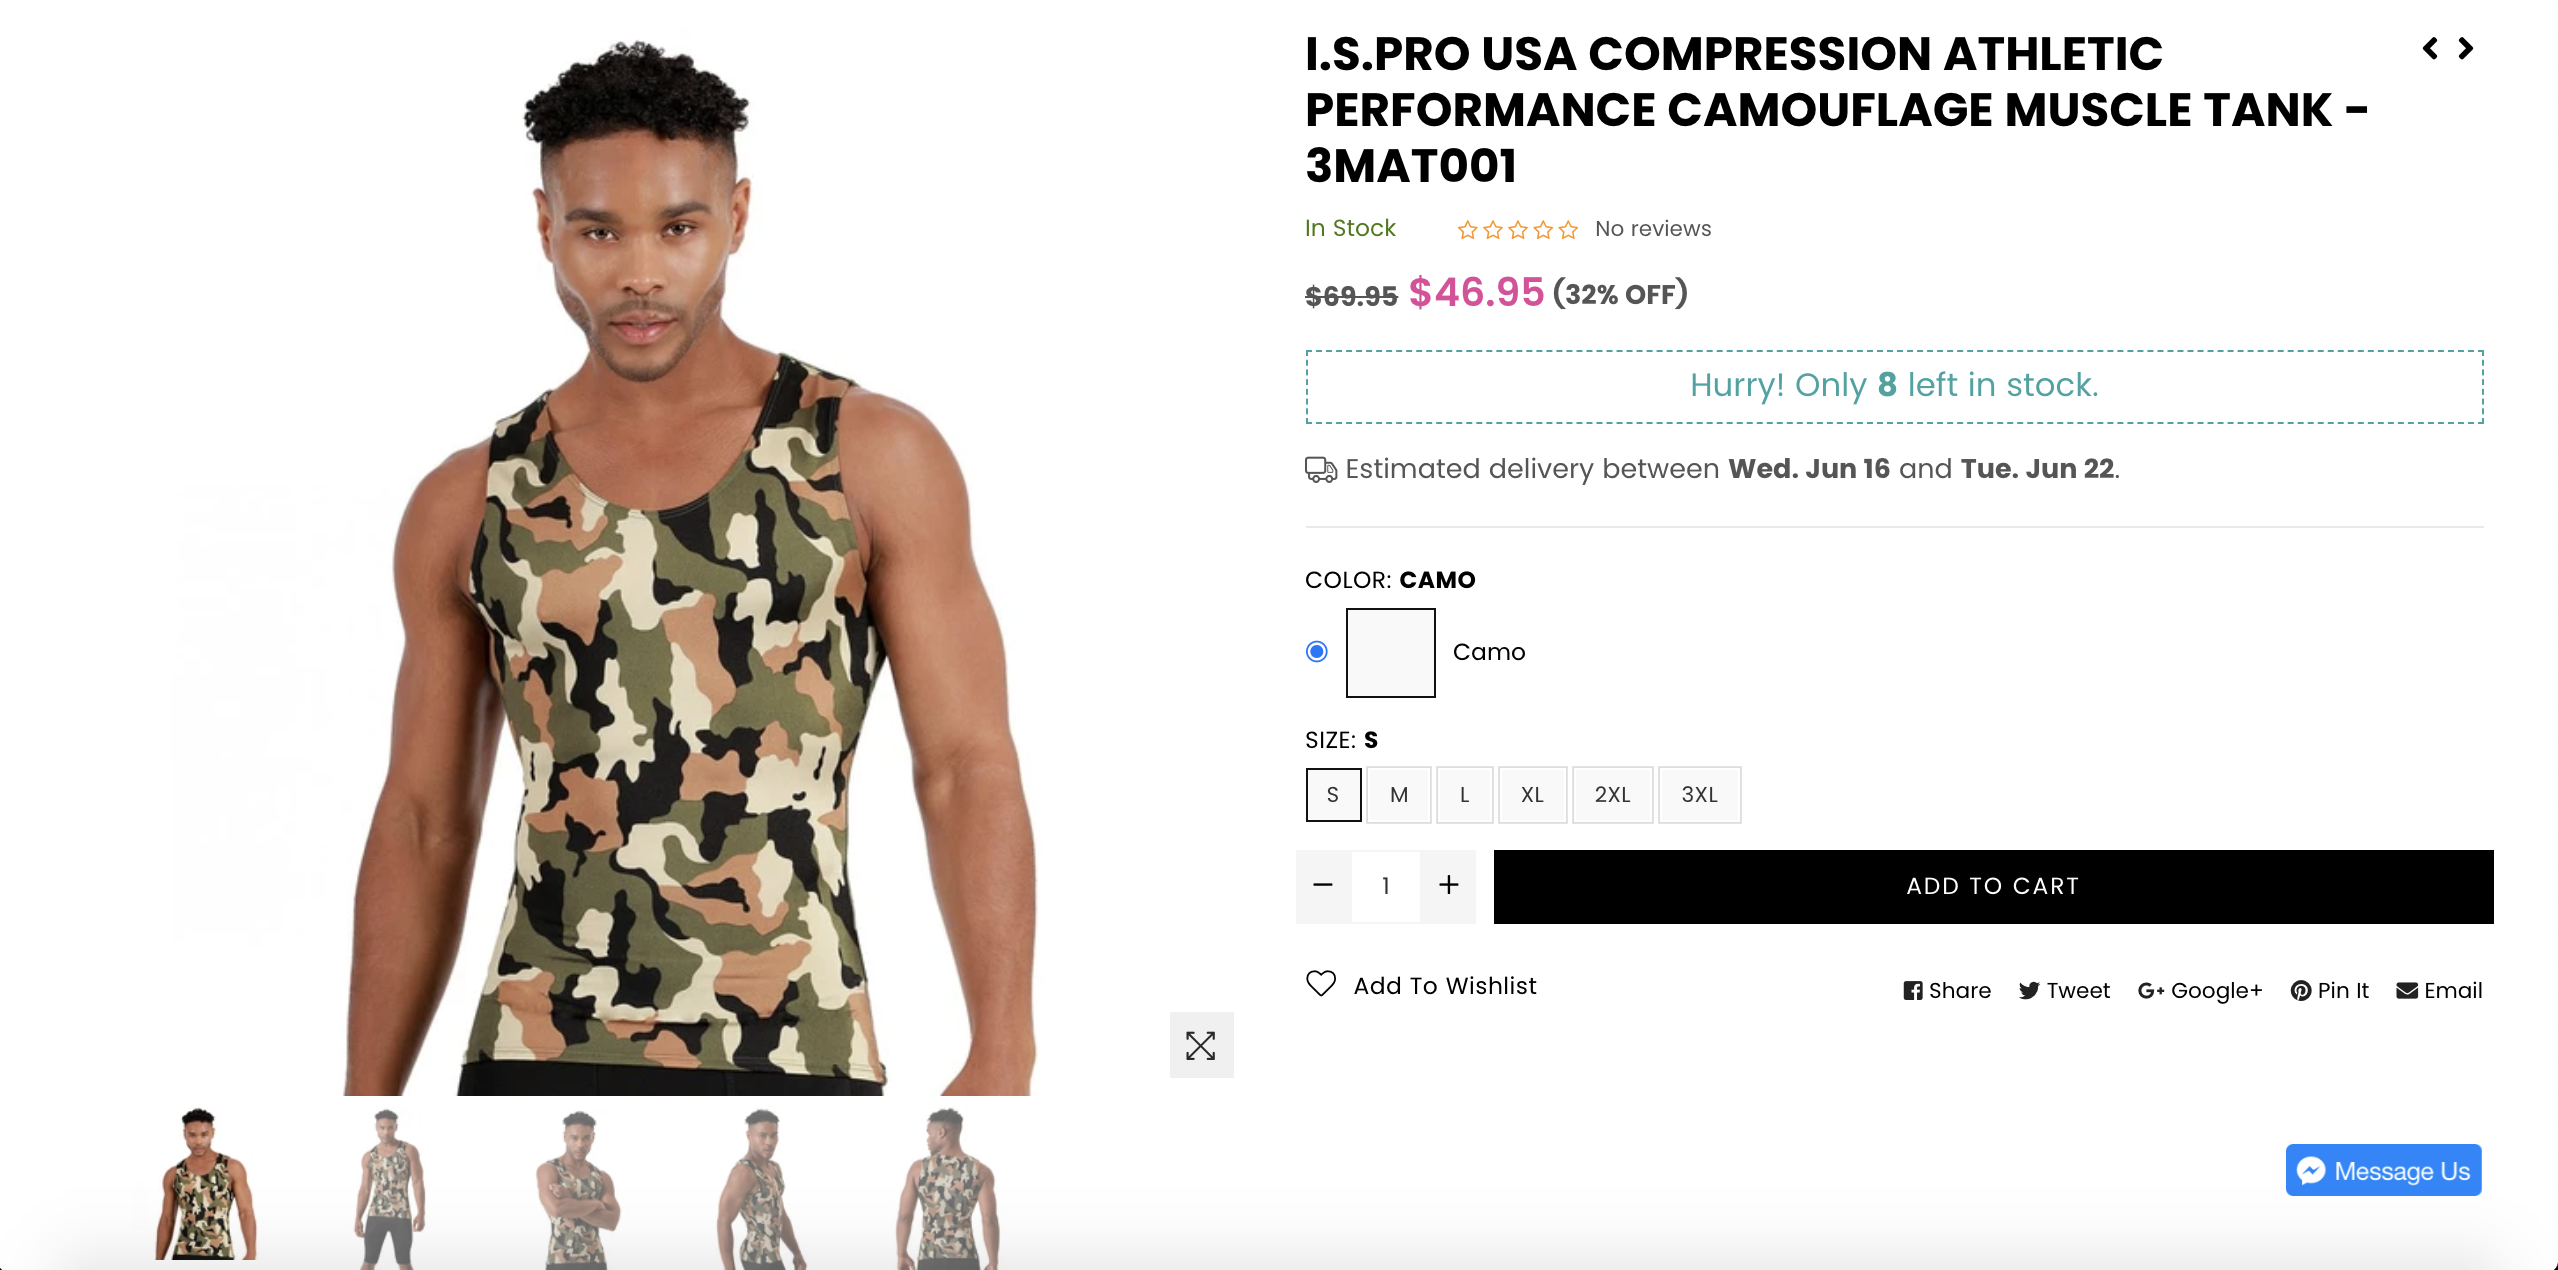 I.S.PRO USA COMPRESSION ATHLETIC
PERFORMANCE CAMOUFLAGE MUSCLE TANK -
3MAT001
In Stock
No reviews
$69.95 $46.95 (32% OFF)
Hurry! Only 8 left in stock.
Estimated delivery between Wed. Jun 16 and Tue. Jun 22.
COLOR: CAMO
Camo
SIZE: S
S M L XL 2XL 3XL
− 1 + ADD TO CART
Add To Wishlist
Share Tweet G+ Google+ Pin It Email
Message Us